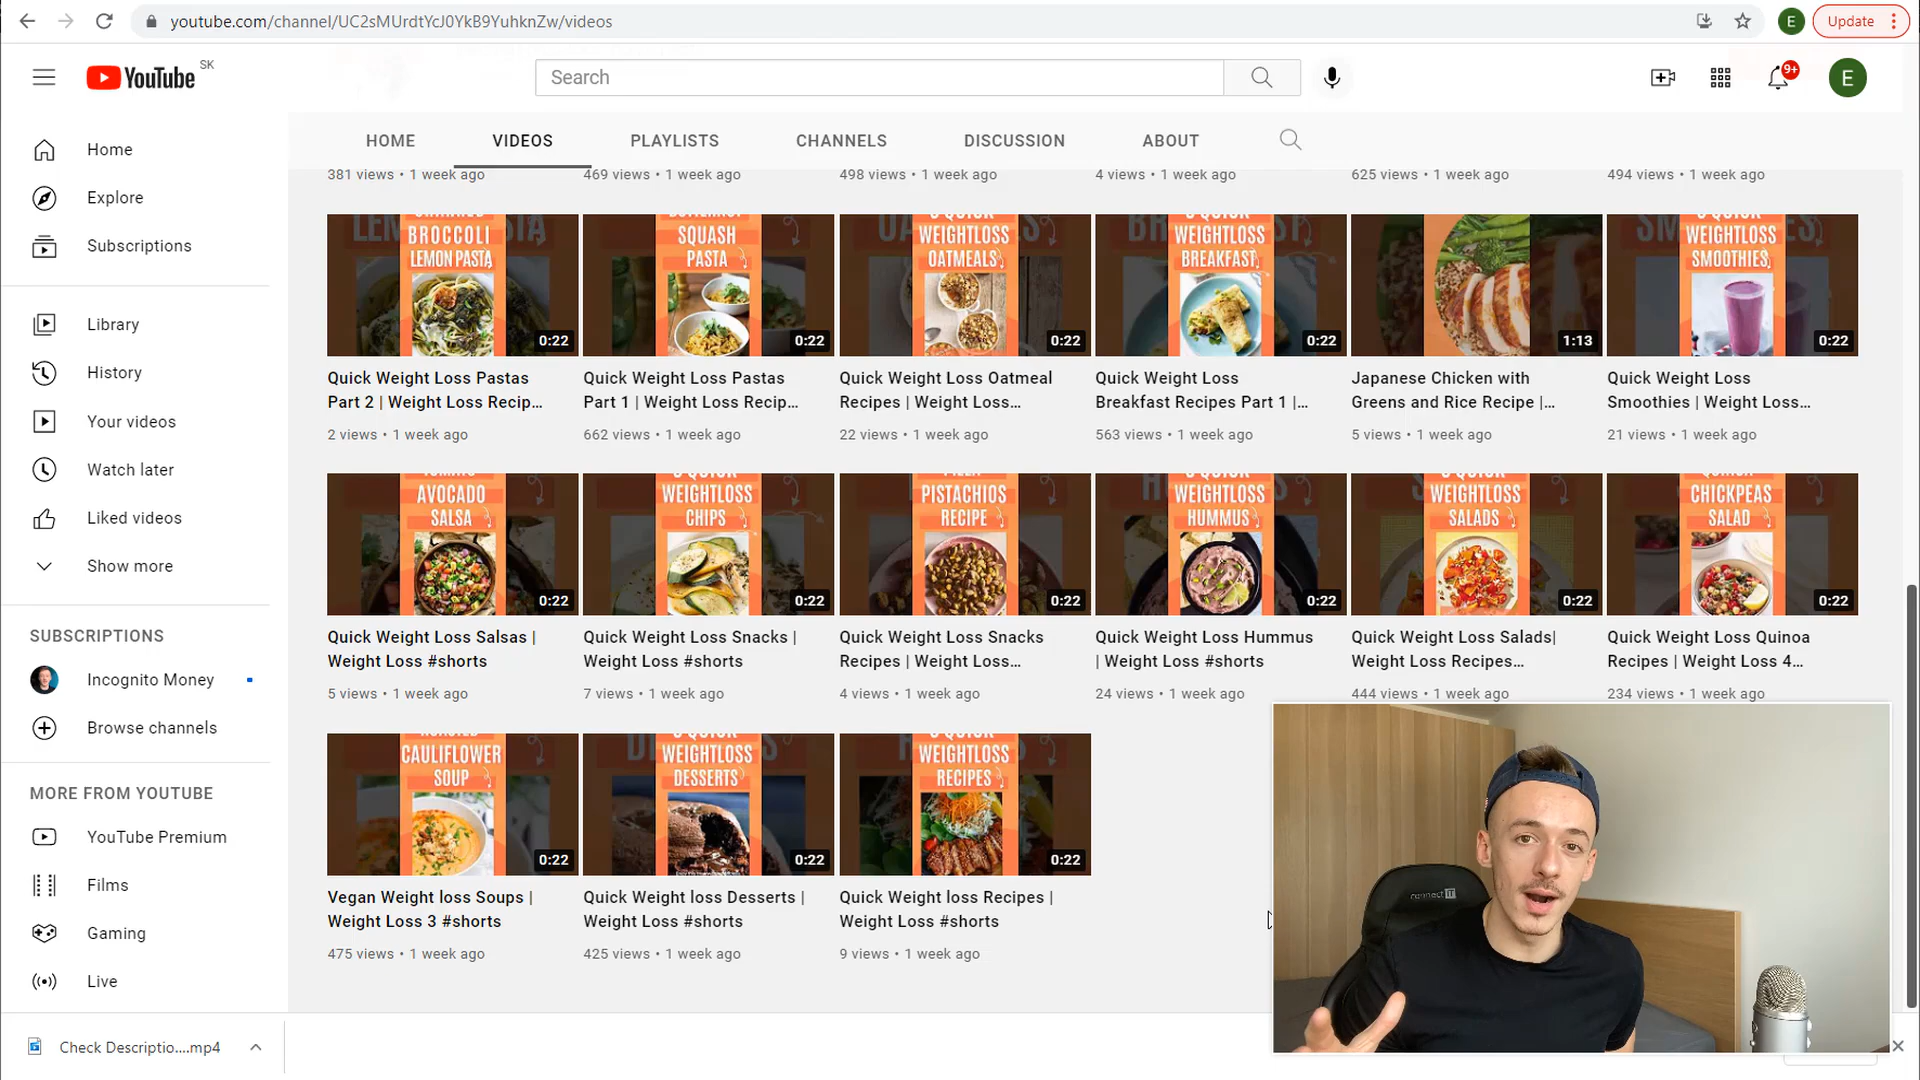 youtube.com/channel/UC2sMUrdtYcJ0YkB9YuhknZw/videos
E
Update
YouTube
SK
Search
9+
E
HOME
VIDEOS
PLAYLISTS
CHANNELS
DISCUSSION
ABOUT
Home
Explore
Subscriptions
Library
History
Your videos
Watch later
Liked videos
Show more
SUBSCRIPTIONS
Incognito Money
Browse channels
MORE FROM YOUTUBE
YouTube Premium
Films
Gaming
Live
381 views • 1 week ago
469 views • 1 week ago
498 views • 1 week ago
4 views • 1 week ago
625 views • 1 week ago
494 views • 1 week ago
BROCCOLI
LEMON PASTA
0:22
SQUASH
PASTA
0:22
WEIGHTLOSS
OATMEALS
0:22
WEIGHTLOSS
BREAKFAST
0:22
1:13
WEIGHTLOSS
SMOOTHIES
0:22
Quick Weight Loss Pastas
Part 2 | Weight Loss Recip...
2 views • 1 week ago
Quick Weight Loss Pastas
Part 1 | Weight Loss Recip...
662 views • 1 week ago
Quick Weight Loss Oatmeal
Recipes | Weight Loss...
22 views • 1 week ago
Quick Weight Loss
Breakfast Recipes Part 1 |...
563 views • 1 week ago
Japanese Chicken with
Greens and Rice Recipe |...
5 views • 1 week ago
Quick Weight Loss
Smoothies | Weight Loss...
21 views • 1 week ago
AVOCADO
SALSA
0:22
WEIGHTLOSS
CHIPS
0:22
PISTACHIOS
RECIPE
0:22
WEIGHTLOSS
HUMMUS
0:22
WEIGHTLOSS
SALADS
0:22
CHICKPEAS
SALAD
0:22
Quick Weight Loss Salsas |
Weight Loss #shorts
5 views • 1 week ago
Quick Weight Loss Snacks |
Weight Loss #shorts
7 views • 1 week ago
Quick Weight Loss Snacks
Recipes | Weight Loss...
4 views • 1 week ago
Quick Weight Loss Hummus
| Weight Loss #shorts
24 views • 1 week ago
Quick Weight Loss Salads|
Weight Loss Recipes...
444 views • 1 week ago
Quick Weight Loss Quinoa
Recipes | Weight Loss 4...
234 views • 1 week ago
CAULIFLOWER
SOUP
0:22
WEIGHTLOSS
DESSERTS
0:22
WEIGHTLOSS
RECIPES
0:22
Vegan Weight loss Soups |
Weight Loss 3 #shorts
475 views • 1 week ago
Quick Weight loss Desserts |
Weight Loss #shorts
425 views • 1 week ago
Quick Weight loss Recipes |
Weight Loss #shorts
9 views • 1 week ago
connect IT
Check Descriptio....mp4